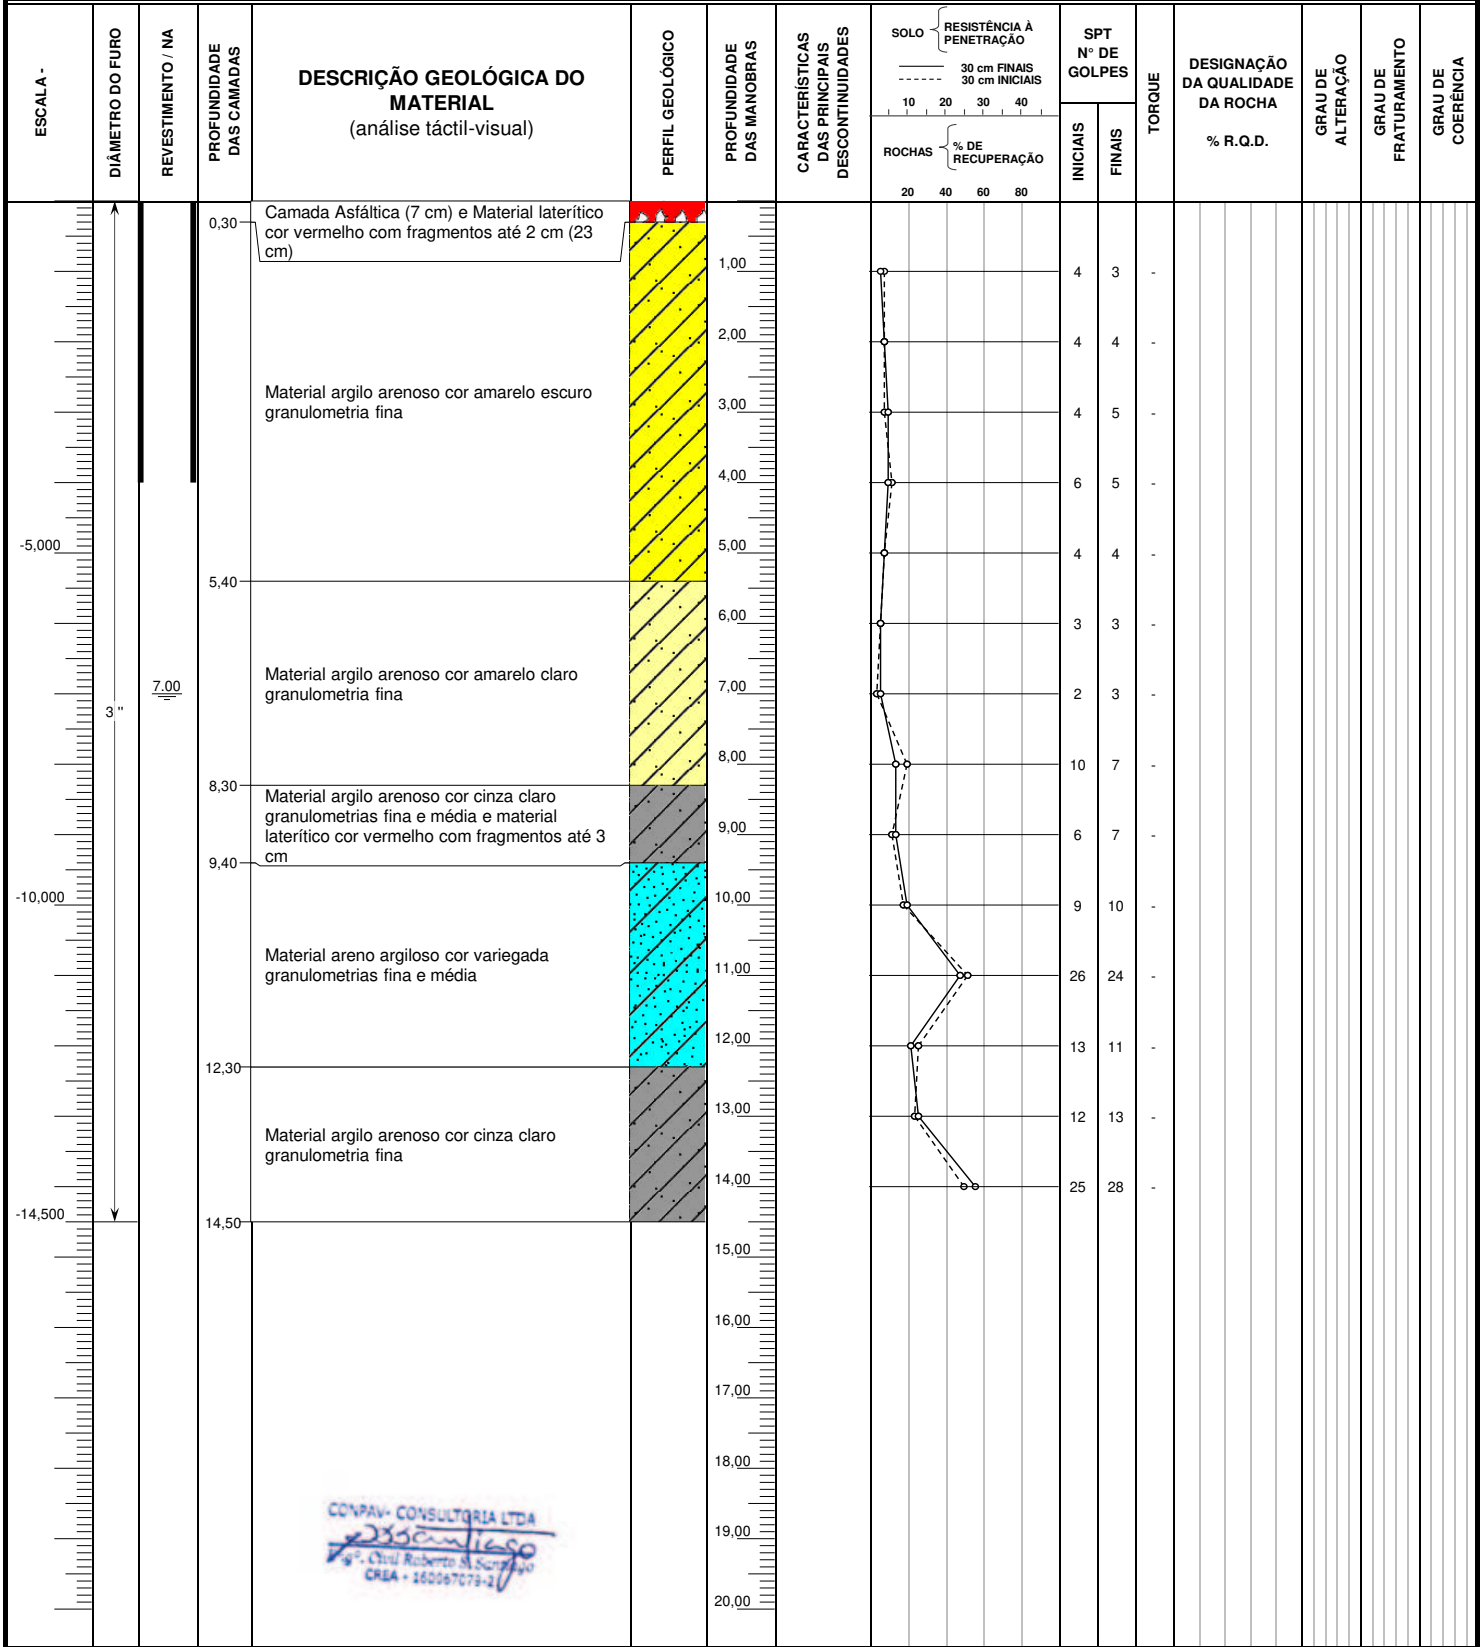 ESCALA -
DIÂMETRO DO FURO
REVESTIMENTO / NA
PROFUNDIDADE
DAS CAMADAS
DESCRIÇÃO GEOLÓGICA DO
MATERIAL
(análise táctil-visual)
PERFIL GEOLÓGICO
PROFUNDIDADE
DAS MANOBRAS
CARACTERÍSTICAS
DAS PRINCIPAIS
DESCONTINUIDADES
SOLO
RESISTÊNCIA À
PENETRAÇÃO
30 cm FINAIS
30 cm INICIAIS
10 20 30 40
ROCHAS
% DE
RECUPERAÇÃO
20 40 60 80
SPT
N° DE
GOLPES
INICIAIS
FINAIS
TORQUE
DESIGNAÇÃO
DA QUALIDADE
DA ROCHA
% R.Q.D.
GRAU DE
ALTERAÇÃO
GRAU DE
FRATURAMENTO
GRAU DE
COERÊNCIA
0,30
Camada Asfáltica (7 cm) e Material laterítico
cor vermelho com fragmentos até 2 cm (23
cm)
1,00 4 3 -
2,00 4 4 -
Material argilo arenoso cor amarelo escuro
granulometria fina
3,00 4 5 -
4,00 6 5 -
-5,000
5,00 4 4 -
5,40
6,00 3 3 -
Material argilo arenoso cor amarelo claro
granulometria fina
7.00
7,00 2 3 -
3 "
8,00 10 7 -
8,30
Material argilo arenoso cor cinza claro
granulometrias fina e média e material
laterítico cor vermelho com fragmentos até 3
cm
9,00 6 7 -
9,40
-10,000
10,00 9 10 -
Material areno argiloso cor variegada
granulometrias fina e média
11,00 26 24 -
12,00 13 11 -
12,30
13,00 12 13 -
Material argilo arenoso cor cinza claro
granulometria fina
14,00 25 28 -
-14,500
14,50
15,00
16,00
17,00
18,00
19,00
20,00
CONPAV- CONSULTORIA LTDA
Engº. Civil Roberto S. Santiago
CREA - 160067079-2